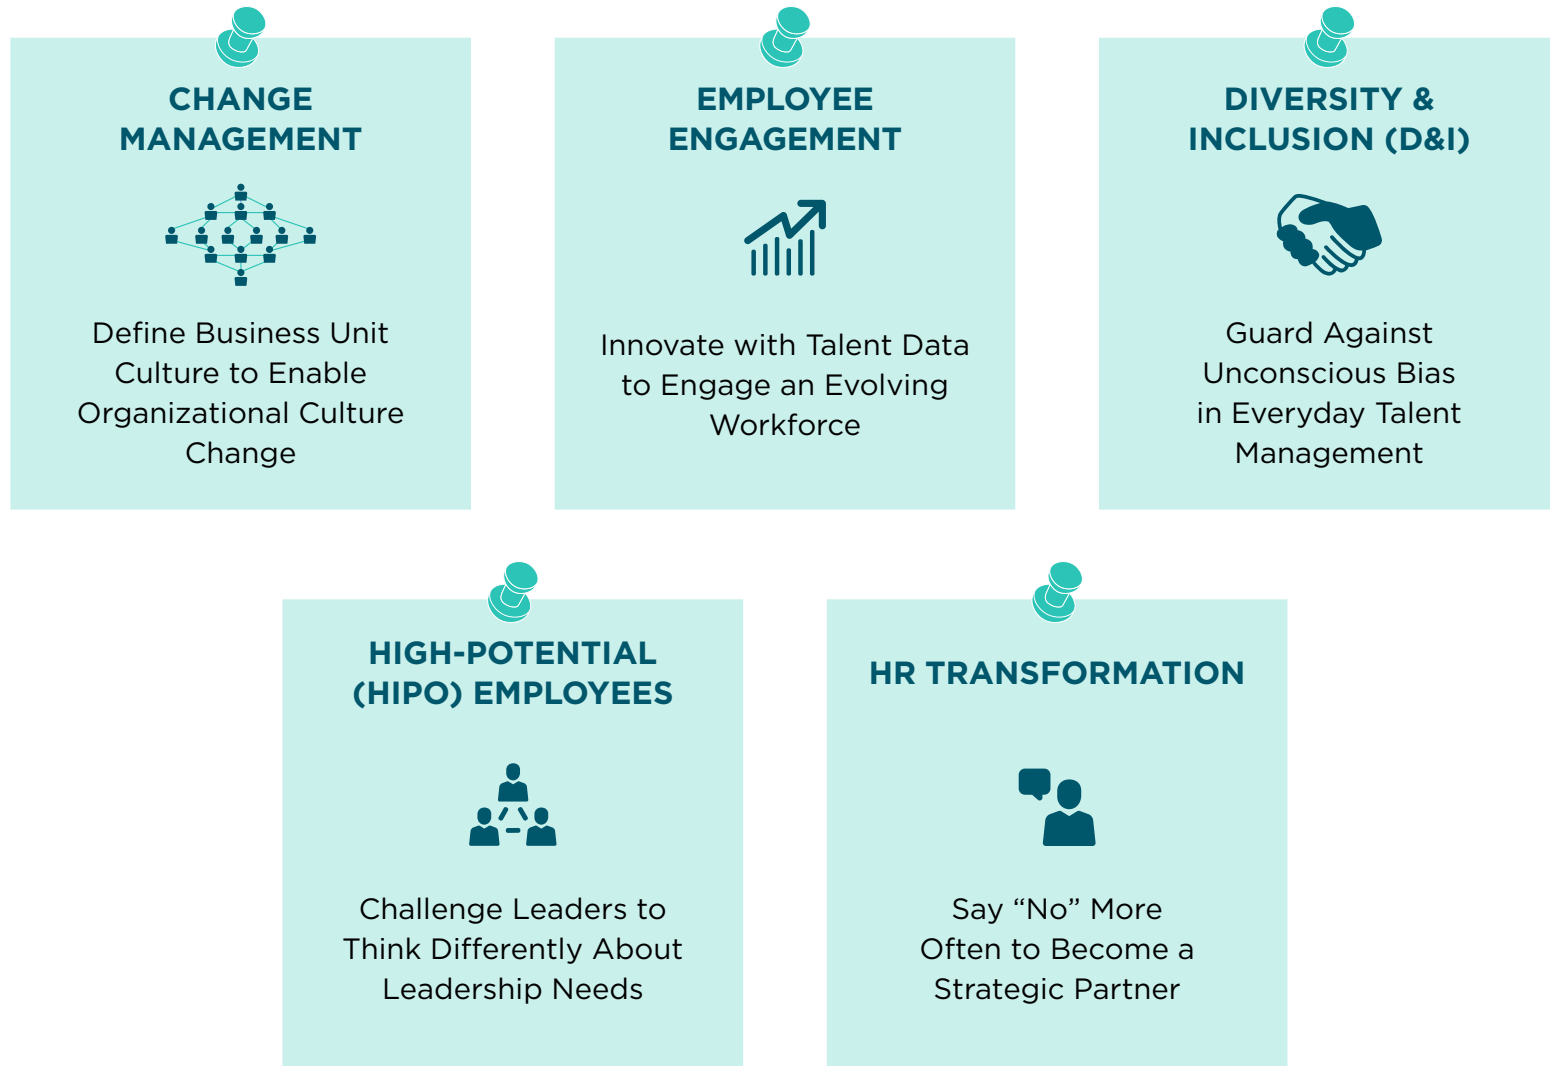 CHANGE
MANAGEMENT
Define Business Unit
Culture to Enable
Organizational Culture
Change
EMPLOYEE
ENGAGEMENT
Innovate with Talent Data
to Engage an Evolving
Workforce
DIVERSITY &
INCLUSION (D&I)
Guard Against
Unconscious Bias
in Everyday Talent
Management
HIGH-POTENTIAL
(HIPO) EMPLOYEES
Challenge Leaders to
Think Differently About
Leadership Needs
HR TRANSFORMATION
Say “No” More
Often to Become a
Strategic Partner